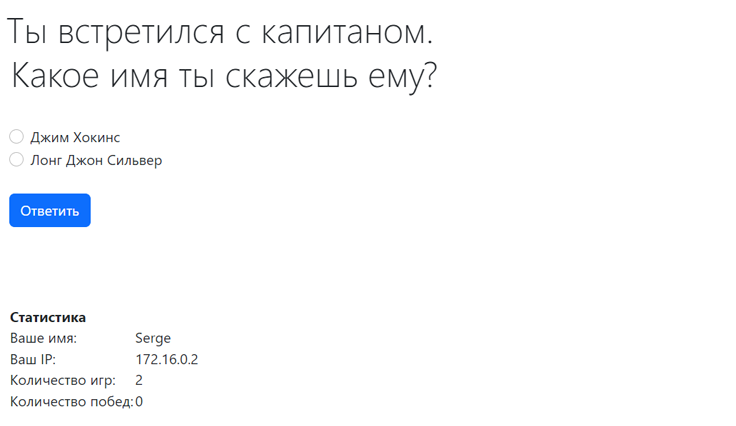 Ты встретился с капитаном.
Какое имя ты скажешь ему?
Джим Хокинс
Лонг Джон Сильвер
Ответить
Статистика
Ваше имя: Serge
Ваш IP: 172.16.0.2
Количество игр: 2
Количество побед: 0